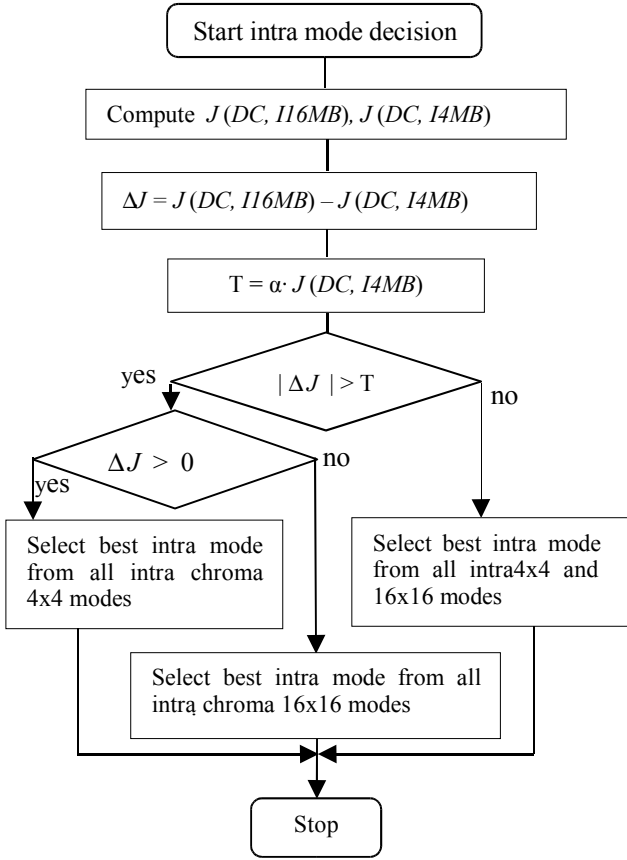 Start intra mode decision
Compute J (DC, I16MB), J (DC, I4MB)
ΔJ = J (DC, I16MB) – J (DC, I4MB)
T = α· J (DC, I4MB)
| ΔJ | > T
yes
no
ΔJ > 0
yes
no
Select best intra mode
from all intra chroma
4x4 modes
Select best intra mode
from all intra4x4 and
16x16 modes
Select best intra mode from all
intra chroma 16x16 modes
Stop